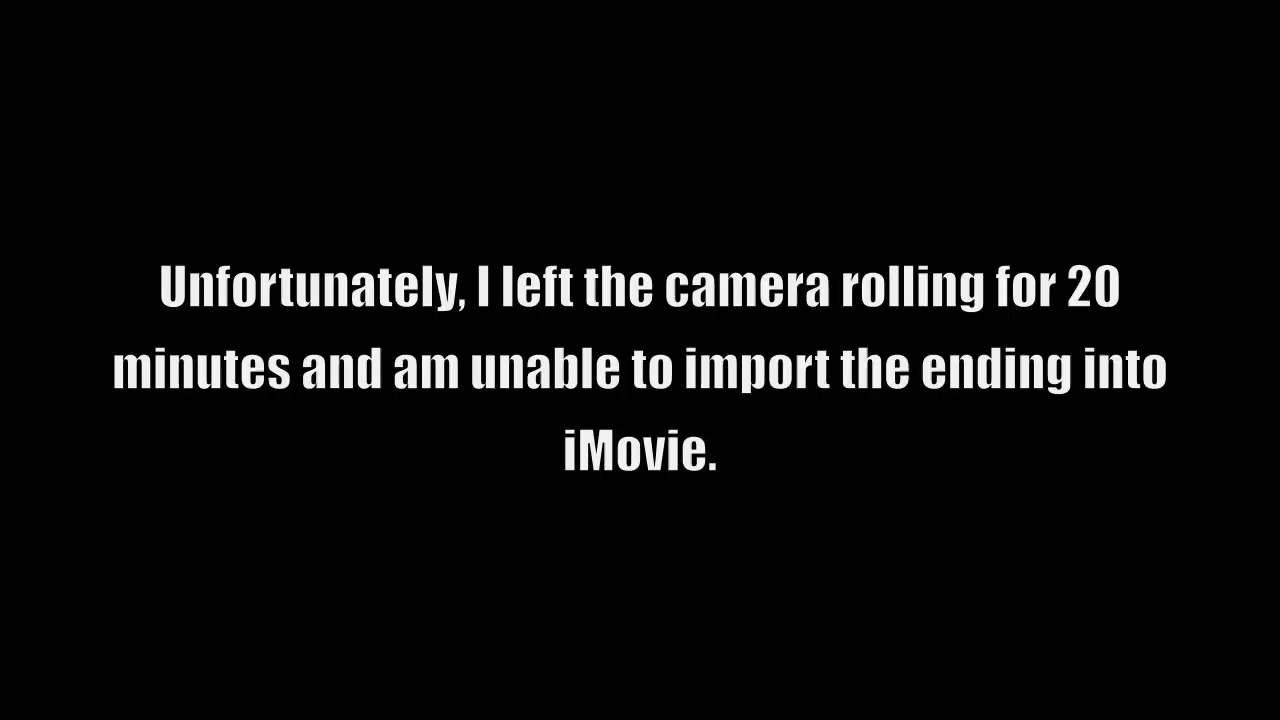 Unfortunately, I left the camera rolling for 20
minutes and am unable to import the ending into
iMovie.